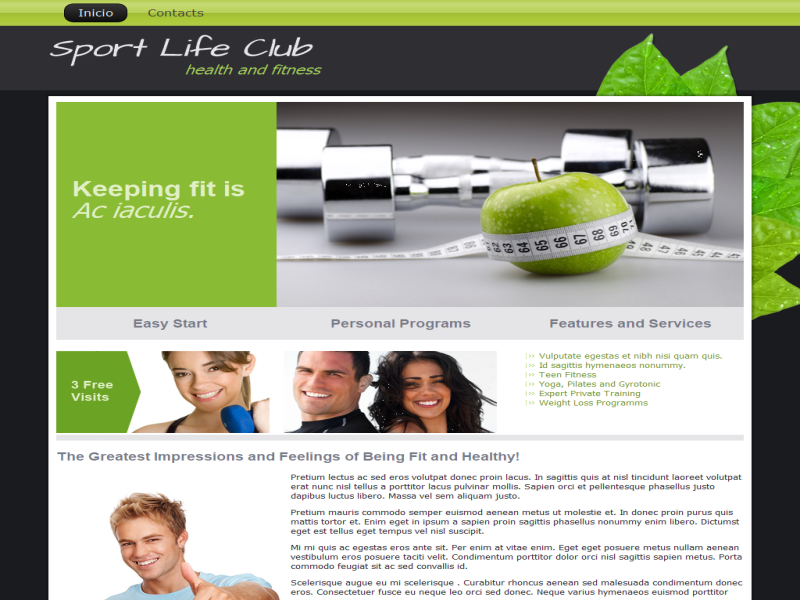 Inicio
Contacts
Sport Life Club
health and fitness
Keeping fit is
Ac iaculis.
63 64 65 66 67 68 69 70
Easy Start
Personal Programs
Features and Services
3 Free
Visits
Vulputate egestas et nibh nisi quam quis.
Id sagittis hymenaeos nonummy.
Teen Fitness
Yoga, Pilates and Gyrotonic
Expert Private Training
Weight Loss Programms
The Greatest Impressions and Feelings of Being Fit and Healthy!
Pretium lectus ac sed eros volutpat donec proin lacus. In sagittis quis at nisl tincidunt laoreet volutpat
erat nunc nisl tellus a porttitor lacus pulvinar mollis. Sapien orci et pellentesque phasellus justo
dapibus luctus libero. Massa vel sem aliquam justo.
Pretium mauris commodo semper euismod aenean metus ut molestie et. In donec proin purus quis
mattis tortor et. Enim eget in ipsum a sapien proin sagittis phasellus nonummy enim libero. Dictumst
eget est tellus eget tempus vel nisl suscipit.
Mi mi quis ac egestas eros ante sit. Per enim at vitae enim. Eget eget posuere metus nullam aenean
vestibulum eros posuere taciti velit. Condimentum porttitor dolor orci nisl sagittis sapien metus. Porta
commodo feugiat sit ac sed convallis id.
Scelerisque augue eu mi scelerisque . Curabitur rhoncus aenean sed malesuada condimentum donec
eros. Consectetuer fusce eu neque leo orci sed donec. Neque varius hymenaeos euismod porttitor